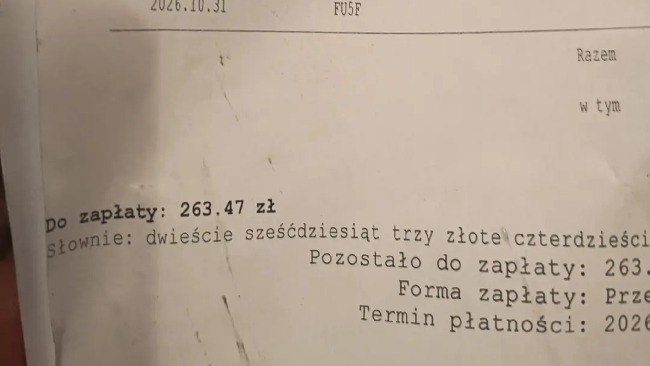 2026.10.31 FU5F
Razem
w tym
Do zapłaty: 263.47 zł
Słownie: dwieście sześćdziesiąt trzy złote czterdzieści
Pozostało do zapłaty: 263.
Forma zapłaty: Prze
Termin płatności: 2026